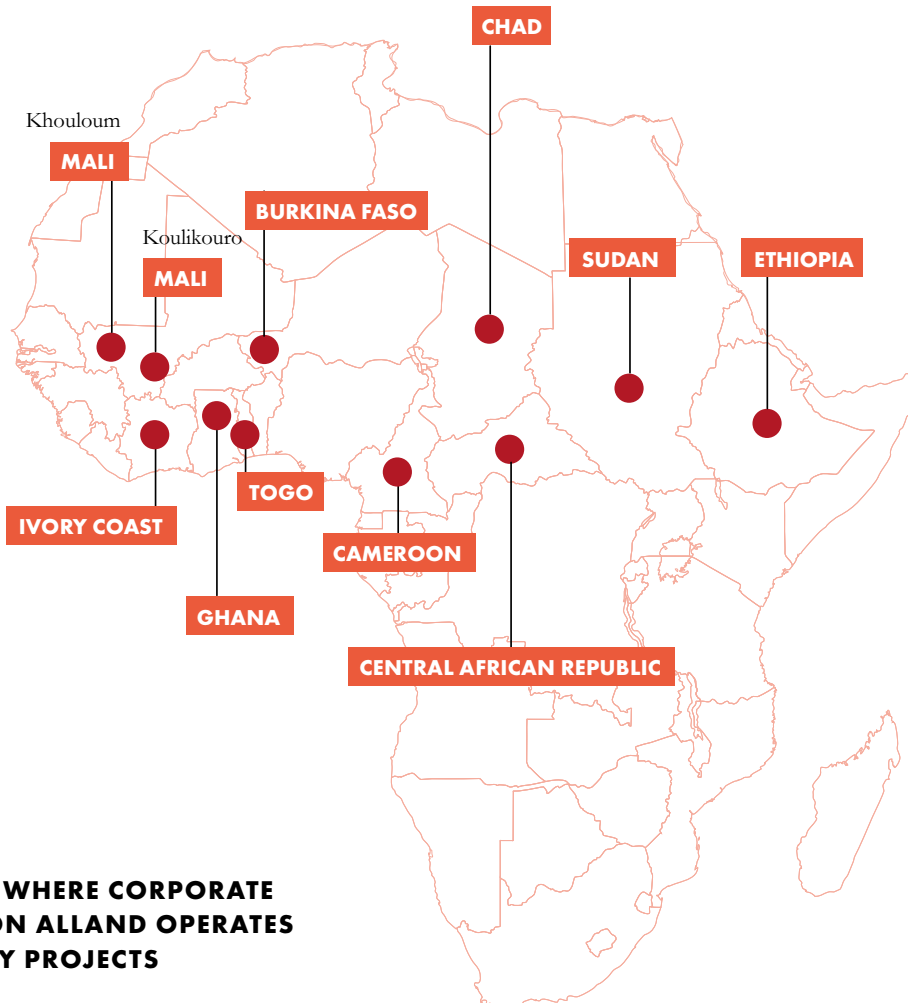 CHAD
Khouloum
MALI
BURKINA FASO
Koulikouro
MALI
SUDAN
ETHIOPIA
TOGO
IVORY COAST
CAMEROON
GHANA
CENTRAL AFRICAN REPUBLIC
WHERE CORPORATE
ON ALLAND OPERATES
Y PROJECTS